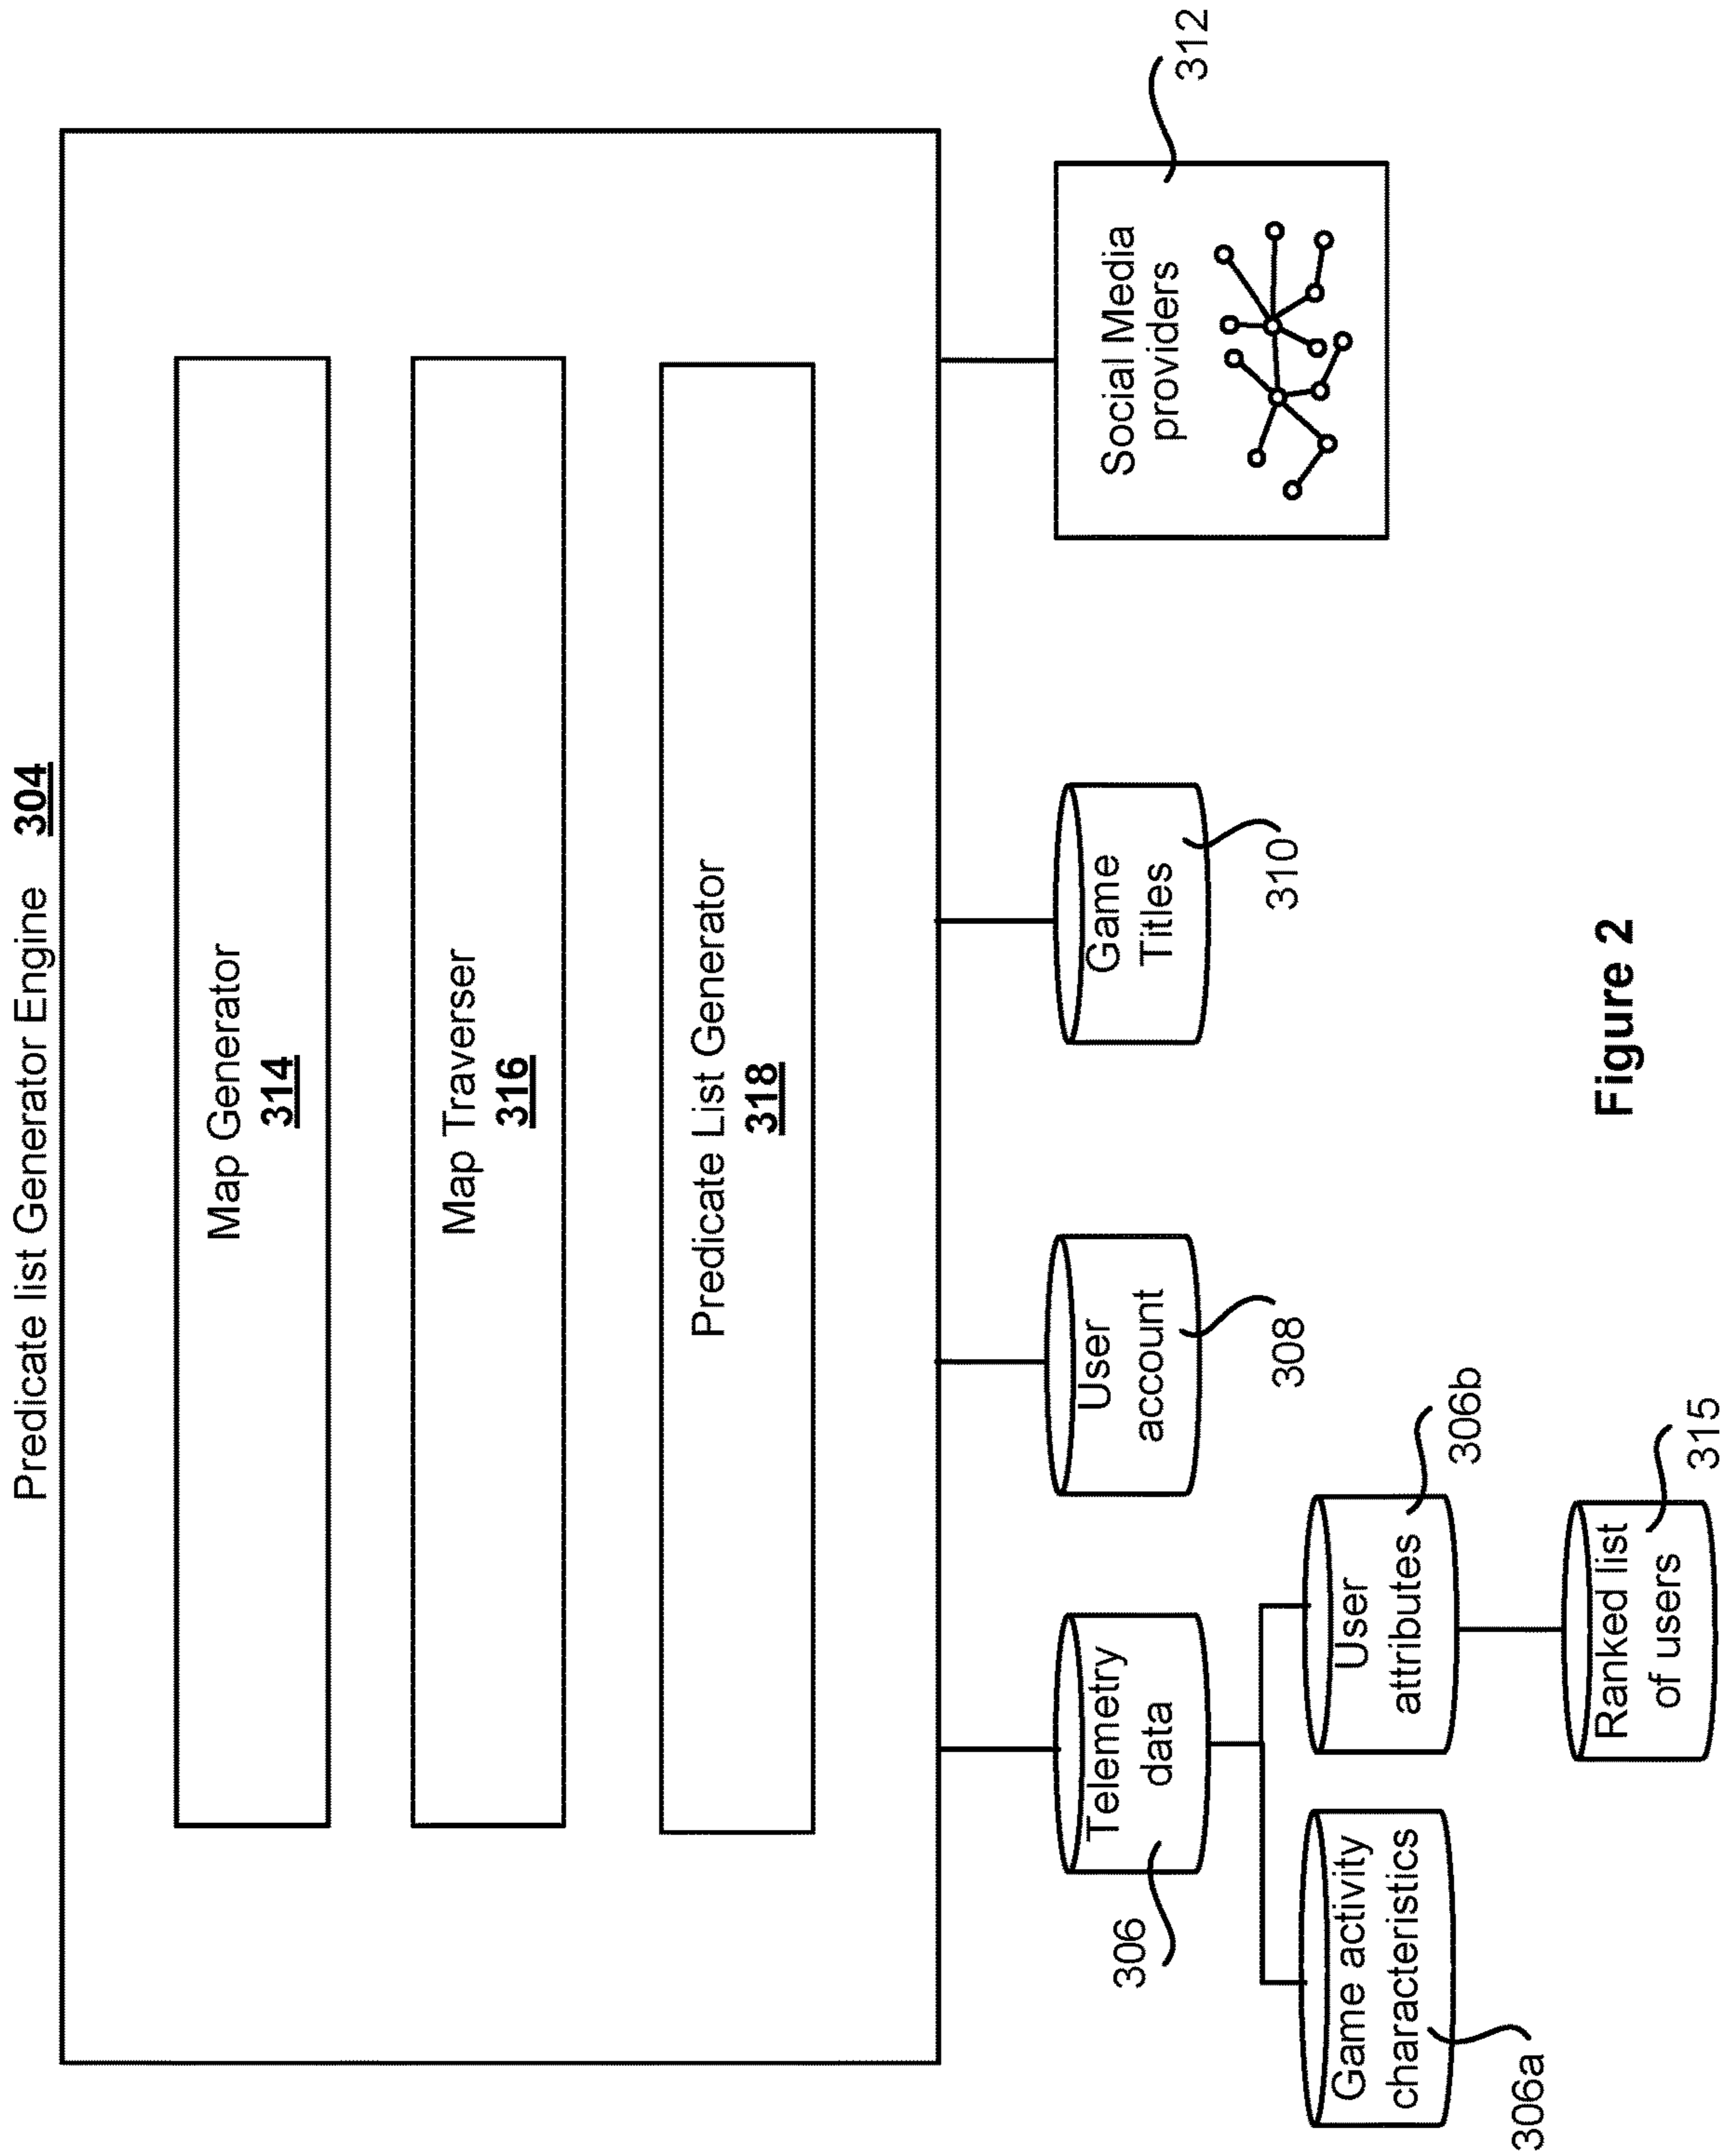 Predicate list Generator Engine 304
Map Generator
314
Map Traverser
316
Predicate List Generator
318
Telemetry
data
306
User
account
308
Game
Titles
310
Social Media
providers
312
Game activity
characteristics
306a
User
attributes
306b
Ranked list
of users
315
Figure 2